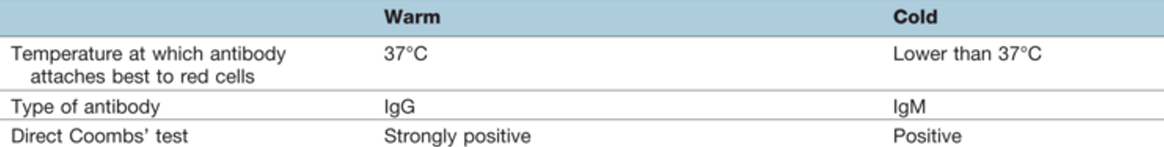 Warm Cold
Temperature at which antibody 37°C Lower than 37°C
attaches best to red cells
Type of antibody IgG IgM
Direct Coombs’ test Strongly positive Positive